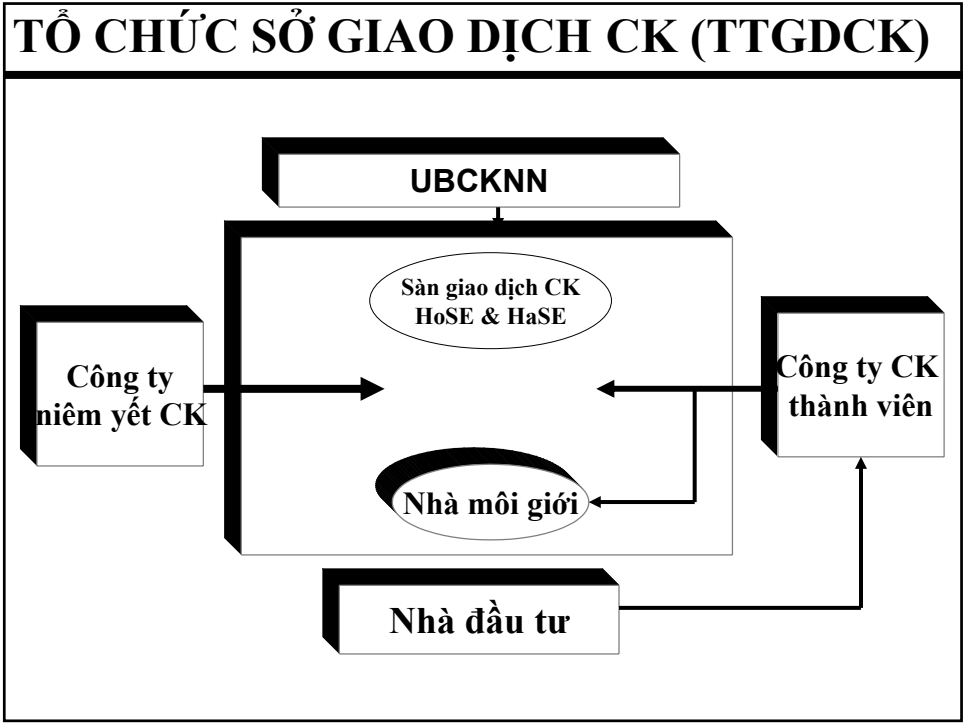 TỔ CHỨC SỞ GIAO DỊCH CK (TTGDCK)
UBCKNN
Sàn giao dịch CK
HoSE & HaSE
Công ty
niêm yết CK
Công ty CK
thành viên
Nhà môi giới
Nhà đầu tư